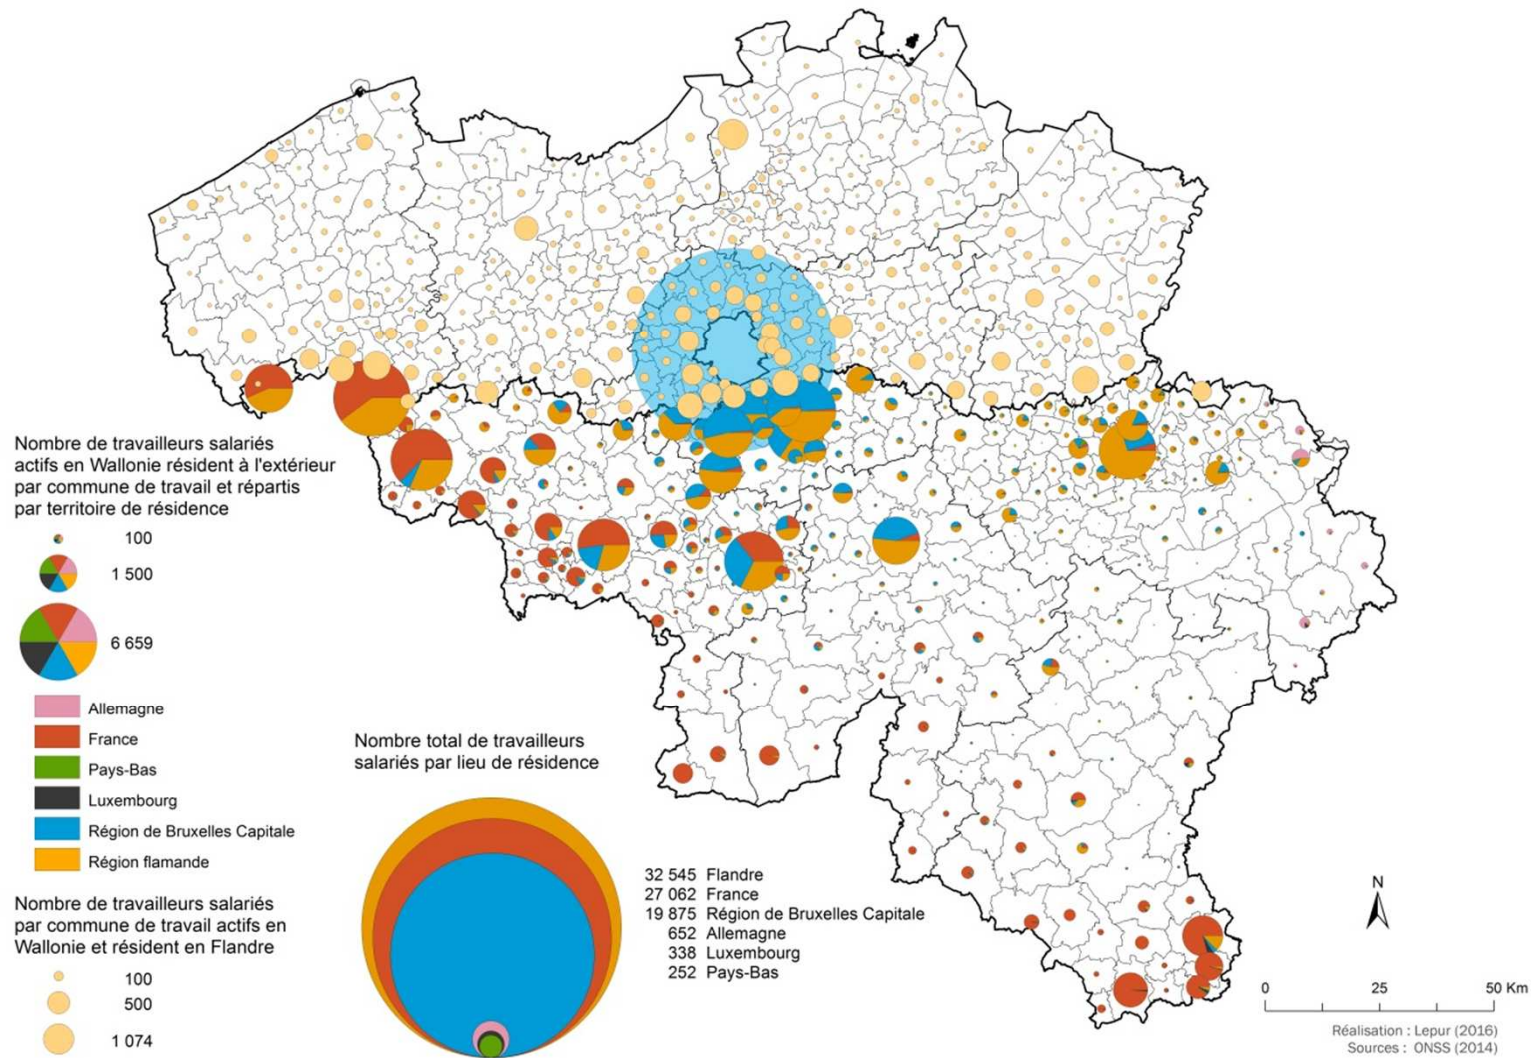 Nombre de travailleurs salariés
actifs en Wallonie résident à l'extérieur
par commune de travail et répartis
par territoire de résidence
100
1 500
6 659
Allemagne
France
Pays-Bas
Luxembourg
Région de Bruxelles Capitale
Région flamande
Nombre de travailleurs salariés
par commune de travail actifs en
Wallonie et résident en Flandre
100
500
1 074
Nombre total de travailleurs
salariés par lieu de résidence
32 545 Flandre
27 062 France
19 875 Région de Bruxelles Capitale
652 Allemagne
338 Luxembourg
252 Pays-Bas
N
0 25 50 Km
Réalisation : Lepur (2016)
Sources : ONSS (2014)